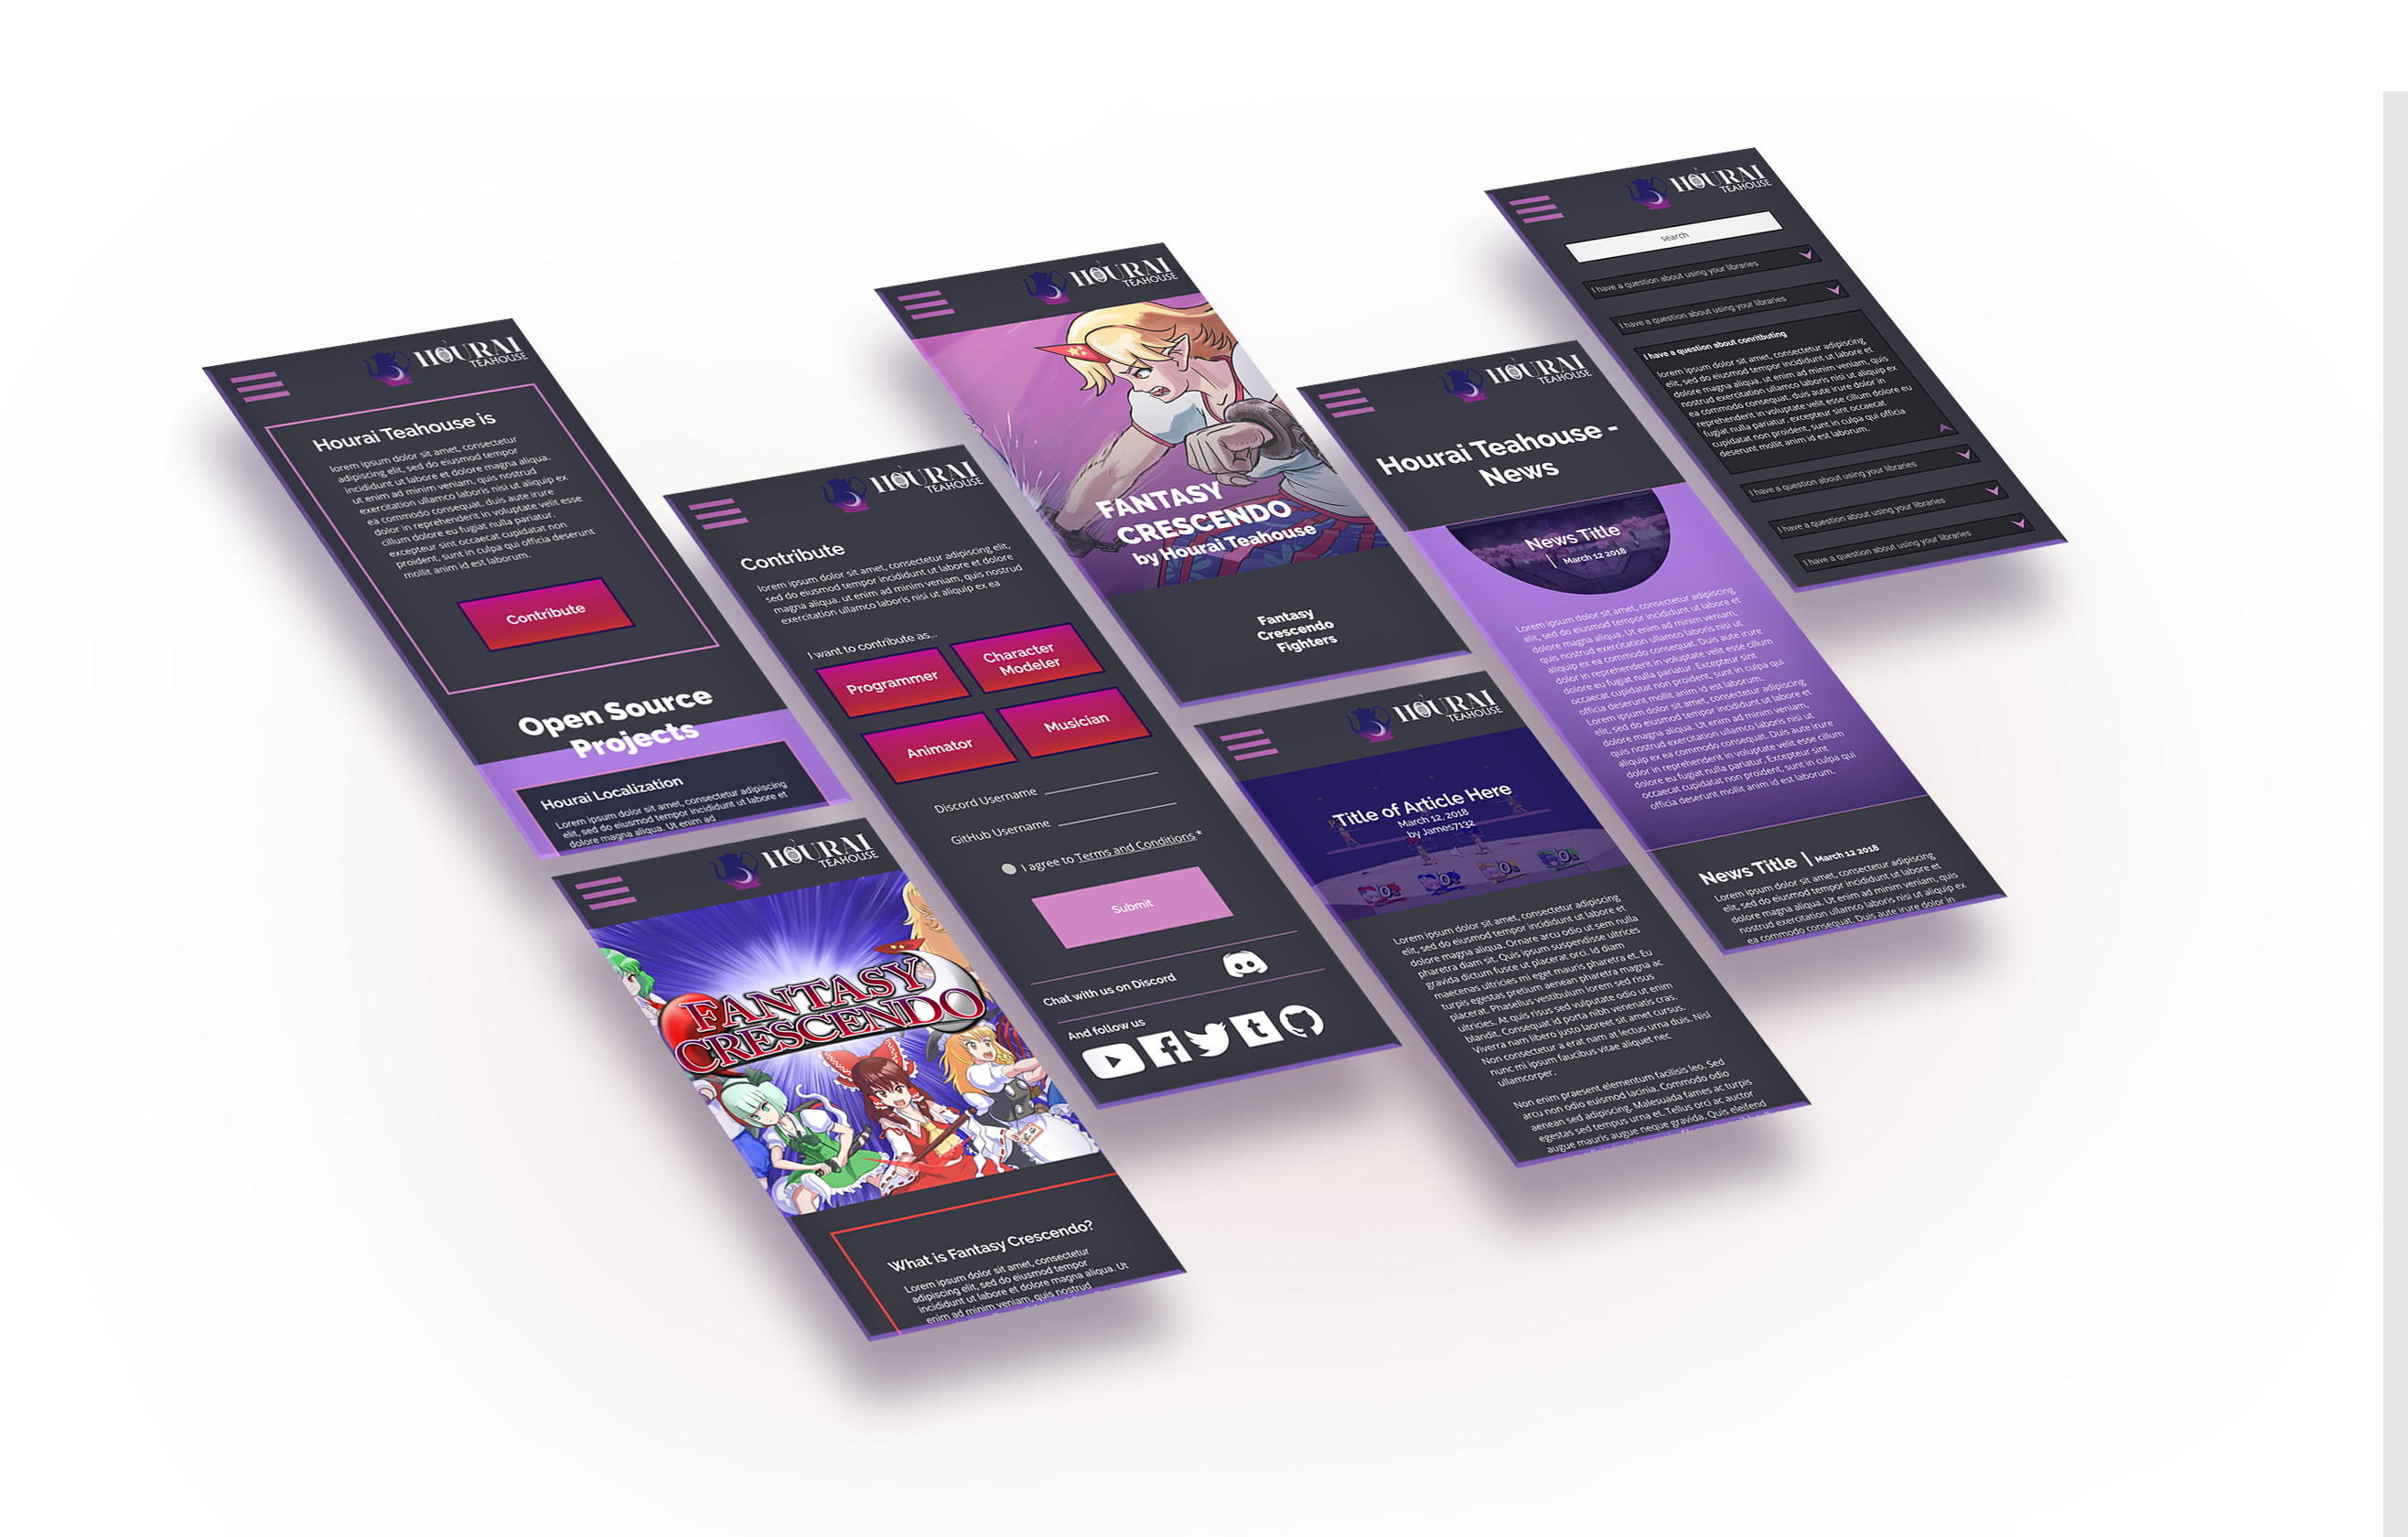 HOURAI
TEAHOUSE
Hourai Teahouse is
lorem ipsum dolor sit amet, consectetur
adipiscing elit, sed do eiusmod tempor
incididunt ut labore et dolore magna aliqua.
ut enim ad minim veniam, quis nostrud
exercitation ullamco laboris nisi ut aliquip ex
ea commodo consequat. duis aute irure
dolor in reprehenderit in voluptate velit esse
cillum dolore eu fugiat nulla pariatur.
excepteur sint occaecat cupidatat non
proident, sunt in culpa qui officia deserunt
mollit anim id est laborum.
Contribute
Open Source
Projects
Hourai Localization
Lorem ipsum dolor sit amet, consectetur adipiscing
elit, sed do eiusmod tempor incididunt ut labore et
dolore magna aliqua. Ut enim ad
HOURAI
TEAHOUSE
FANTASY
CRESCENDO
What is Fantasy Crescendo?
Lorem ipsum dolor sit amet, consectetur
adipiscing elit, sed do eiusmod tempor
incididunt ut labore et dolore magna aliqua. Ut
enim ad minim veniam, quis nostrud
HOURAI
TEAHOUSE
Contribute
lorem ipsum dolor sit amet, consectetur adipiscing elit,
sed do eiusmod tempor incididunt ut labore et dolore
magna aliqua. ut enim ad minim veniam, quis nostrud
exercitation ullamco laboris nisi ut aliquip ex ea
I want to contribute as...
Programmer
Character
Modeler
Animator
Musician
Discord Username
GitHub Username
I agree to Terms and Conditions *
Submit
Chat with us on Discord
And follow us
HOURAI
TEAHOUSE
FANTASY
CRESCENDO
by Hourai Teahouse
Fantasy
Crescendo
Fighters
HOURAI
TEAHOUSE
Title of Article Here
March 12, 2018
by James7132
Lorem ipsum dolor sit amet, consectetur adipiscing
elit, sed do eiusmod tempor incididunt ut labore et
dolore magna aliqua. Ornare arcu odio ut sem nulla
pharetra diam sit. Quis ipsum suspendisse ultrices
gravida dictum fusce ut placerat orci. Id diam
maecenas ultricies mi eget mauris pharetra et. Eu
turpis egestas pretium aenean pharetra magna ac
placerat. Phasellus vestibulum lorem sed risus
ultricies. At quis risus sed vulputate odio ut enim
blandit. Consequat id porta nibh venenatis cras.
Viverra nam libero justo laoreet sit amet cursus.
Non consectetur a erat nam at lectus urna duis. Nisl
nunc mi ipsum faucibus vitae aliquet nec
ullamcorper.
Non enim praesent elementum facilisis leo. Sed
arcu non odio euismod lacinia. Commodo odio
aenean sed adipiscing. Malesuada fames ac turpis
egestas sed tempus urna et. Tellus orci ac auctor
augue mauris augue neque gravida. Quis eleifend
HOURAI
TEAHOUSE
Hourai Teahouse -
News
News Title
| March 12 2018
Lorem ipsum dolor sit amet, consectetur adipiscing,
elit, sed do eiusmod tempor incididunt ut labore et
dolore magna aliqua. Ut enim ad minim veniam,
quis nostrud exercitation ullamco laboris nisi ut
aliquip ex ea commodo consequat. Duis aute irure
dolor in reprehenderit in voluptate velit esse cillum
dolore eu fugiat nulla pariatur. Excepteur sint
occaecat cupidatat non proident, sunt in culpa qui
officia deserunt mollit anim id est laborum.
Lorem ipsum dolor sit amet, consectetur adipiscing
elit, sed do eiusmod tempor incididunt ut labore et
dolore magna aliqua. Ut enim ad minim veniam,
quis nostrud exercitation ullamco laboris nisi ut
aliquip ex ea commodo consequat. Duis aute irure
dolor in reprehenderit in voluptate velit esse cillum
dolore eu fugiat nulla pariatur. Excepteur sint
occaecat cupidatat non proident, sunt in culpa qui
officia deserunt mollit anim id est laborum.
News Title | March 12 2018
Lorem ipsum dolor sit amet, consectetur adipiscing
elit, sed do eiusmod tempor incididunt ut labore et
dolore magna aliqua. Ut enim ad minim veniam, quis
nostrud exercitation ullamco laboris nisi ut aliquip ex
ea commodo consequat. Duis aute irure dolor in
HOURAI
TEAHOUSE
search
I have a question about using your libraries
I have a question about using your libraries
I have a question about conributing
lorem ipsum dolor sit amet, consectetur adipiscing
elit, sed do eiusmod tempor incididunt ut labore et
dolore magna aliqua. ut enim ad minim veniam, quis
nostrud exercitation ullamco laboris nisi ut aliquip ex
ea commodo consequat. duis aute irure dolor in
reprehenderit in voluptate velit esse cillum dolore eu
fugiat nulla pariatur. excepteur sint occaecat
cupidatat non proident, sunt in culpa qui officia
deserunt mollit anim id est laborum.
I have a question about using your libraries
I have a question about using your libraries
I have a question about using your libraries